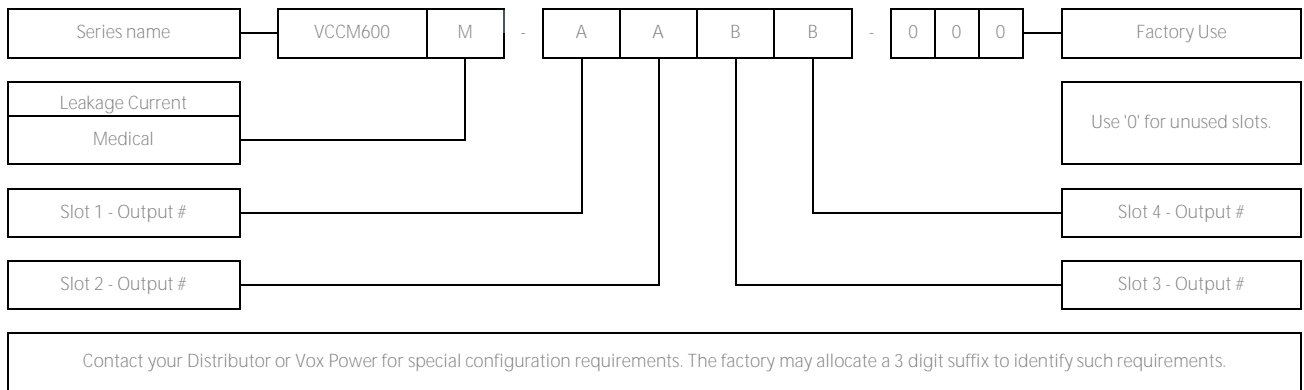 Series name VCCM600 M - A A B B - 0 0 0 Factory Use
Leakage Current
Medical
Use '0' for unused slots.
Slot 1 - Output # Slot 4 - Output #
Slot 2 - Output # Slot 3 - Output #
Contact your Distributor or Vox Power for special configuration requirements. The factory may allocate a 3 digit suffix to identify such requirements.